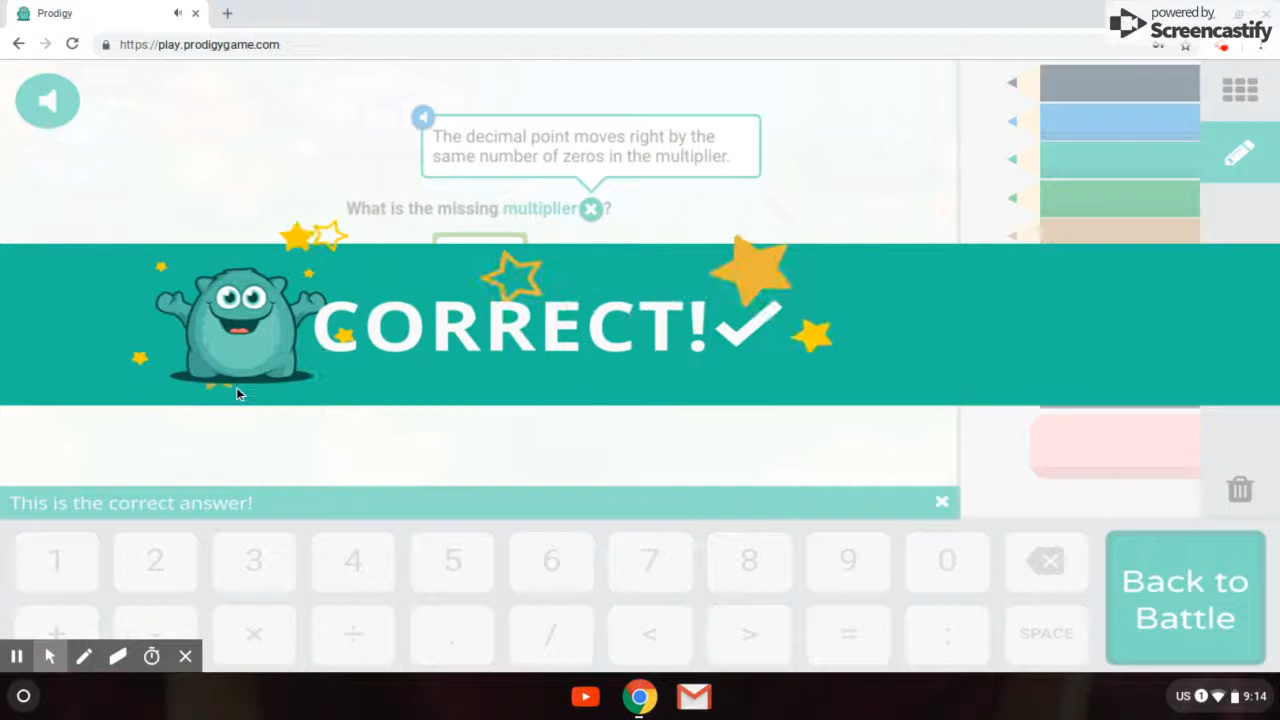 Prodigy
powered by
Screencastify
https://play.prodigygame.com
The decimal point moves right by the
same number of zeros in the multiplier.
What is the missing multiplier ?
CORRECT!
This is the correct answer!
1 2 3 4 5 6 7 8 9 0
+ - × ÷ . / < > = : SPACE
Back to
Battle
US 1 9:14